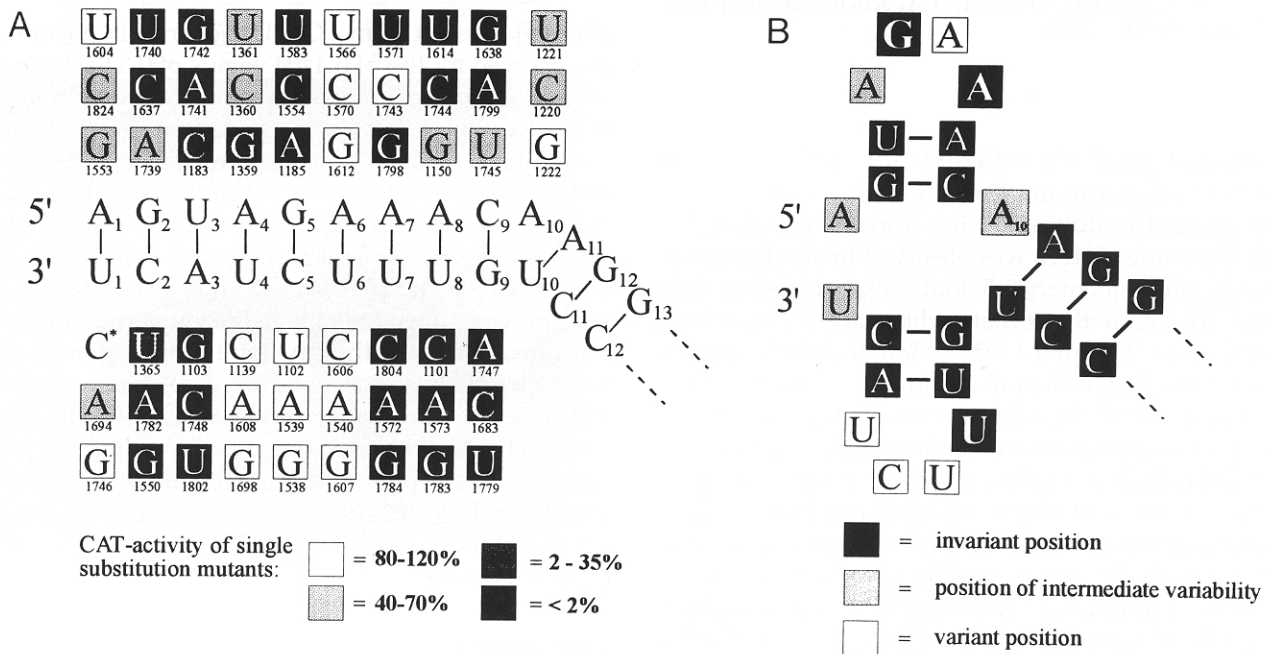 A
U U G U U U U U G U
1604 1740 1742 1361 1583 1566 1571 1614 1638 1221
C C A C C C C C A C
1824 1637 1741 1360 1554 1570 1743 1744 1799 1220
G A C G A G G G U G
1553 1739 1183 1359 1185 1612 1798 1150 1745 1222
5' A1 G2 U3 A4 G5 A6 A7 A8 C9 A10 A11 G12 G13
3' U1 C2 A3 U4 C5 U6 U7 U8 G9 U10 C11 C12
C* U G C U C C C A
1365 1103 1139 1102 1606 1804 1101 1747
A A C A A A A A C
1694 1782 1748 1608 1539 1540 1572 1573 1683
G G U G G G G G U
1746 1550 1802 1698 1538 1607 1784 1783 1779
CAT-activity of single
substitution mutants:
= 80-120%
= 2 - 35%
= 40-70%
= < 2%
B
G A
A A
U A
G C
5' A A10 A G G
3' U U C C
C G
A U
U U
C U
= invariant position
= position of intermediate variability
= variant position